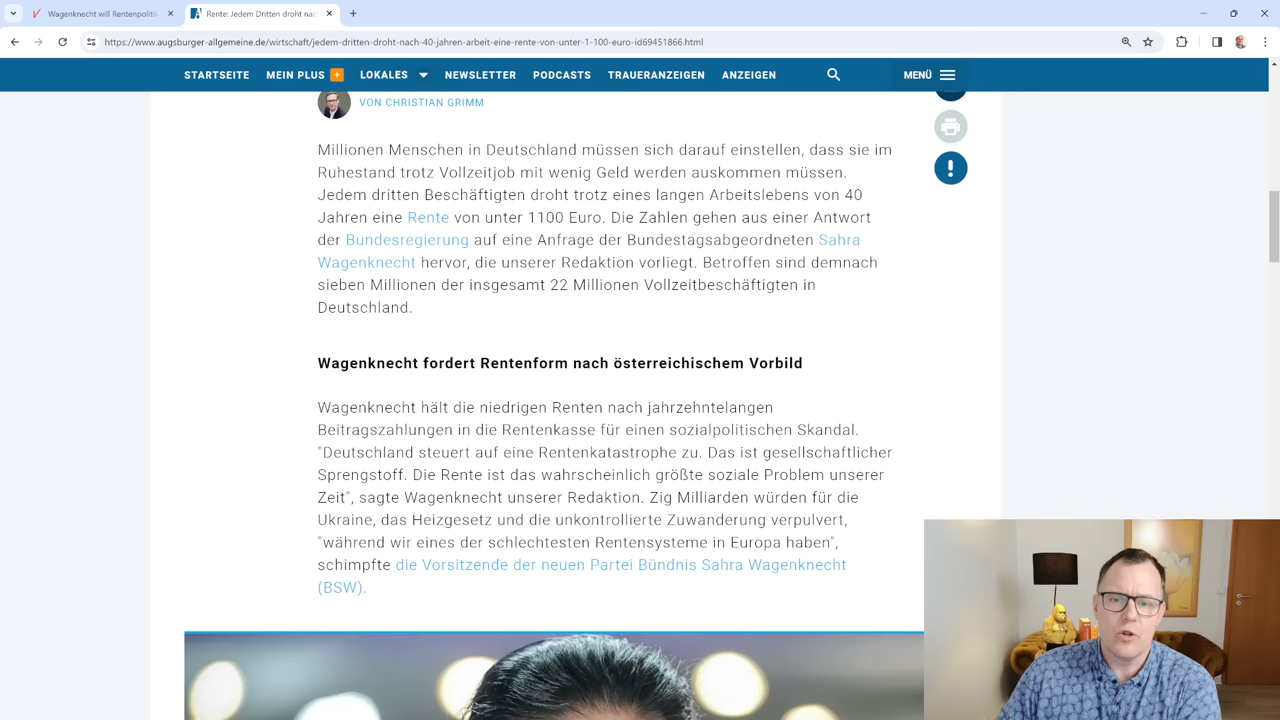 Wagenknecht will Rentenpolitik
Rente: Jedem Dritten droht nac
https://www.augsburger-allgemeine.de/wirtschaft/jedem-dritten-droht-nach-40-jahren-arbeit-eine-rente-von-unter-1-100-euro-id69451866.html
STARTSEITE MEIN PLUS + LOKALES NEWSLETTER PODCASTS TRAUERANZEIGEN ANZEIGEN MENÜ
VON CHRISTIAN GRIMM
Millionen Menschen in Deutschland müssen sich darauf einstellen, dass sie im
Ruhestand trotz Vollzeitjob mit wenig Geld werden auskommen müssen.
Jedem dritten Beschäftigten droht trotz eines langen Arbeitslebens von 40
Jahren eine Rente von unter 1100 Euro. Die Zahlen gehen aus einer Antwort
der Bundesregierung auf eine Anfrage der Bundestagsabgeordneten Sahra
Wagenknecht hervor, die unserer Redaktion vorliegt. Betroffen sind demnach
sieben Millionen der insgesamt 22 Millionen Vollzeitbeschäftigten in
Deutschland.
Wagenknecht fordert Rentenform nach österreichischem Vorbild
Wagenknecht hält die niedrigen Renten nach jahrzehntelangen
Beitragszahlungen in die Rentenkasse für einen sozialpolitischen Skandal.
"Deutschland steuert auf eine Rentenkatastrophe zu. Das ist gesellschaftlicher
Sprengstoff. Die Rente ist das wahrscheinlich größte soziale Problem unserer
Zeit", sagte Wagenknecht unserer Redaktion. Zig Milliarden würden für die
Ukraine, das Heizgesetz und die unkontrollierte Zuwanderung verpulvert,
"während wir eines der schlechtesten Rentensysteme in Europa haben",
schimpfte die Vorsitzende der neuen Partei Bündnis Sahra Wagenknecht
(BSW).